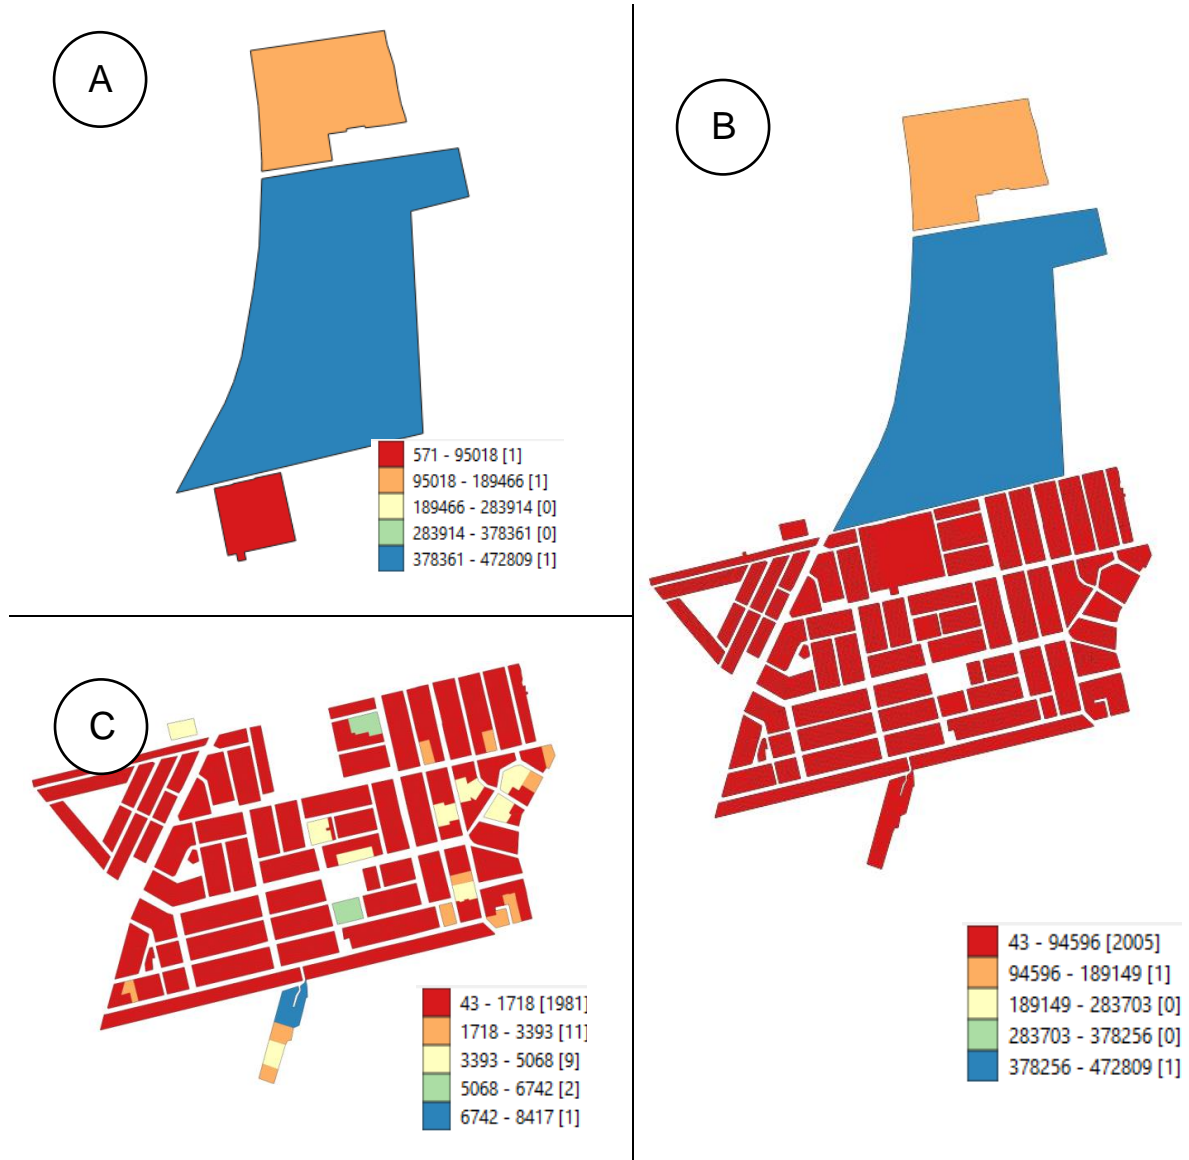 A
571 - 95018 [1]
95018 - 189466 [1]
189466 - 283914 [0]
283914 - 378361 [0]
378361 - 472809 [1]
B
43 - 94596 [2005]
94596 - 189149 [1]
189149 - 283703 [0]
283703 - 378256 [0]
378256 - 472809 [1]
C
43 - 1718 [1981]
1718 - 3393 [11]
3393 - 5068 [9]
5068 - 6742 [2]
6742 - 8417 [1]